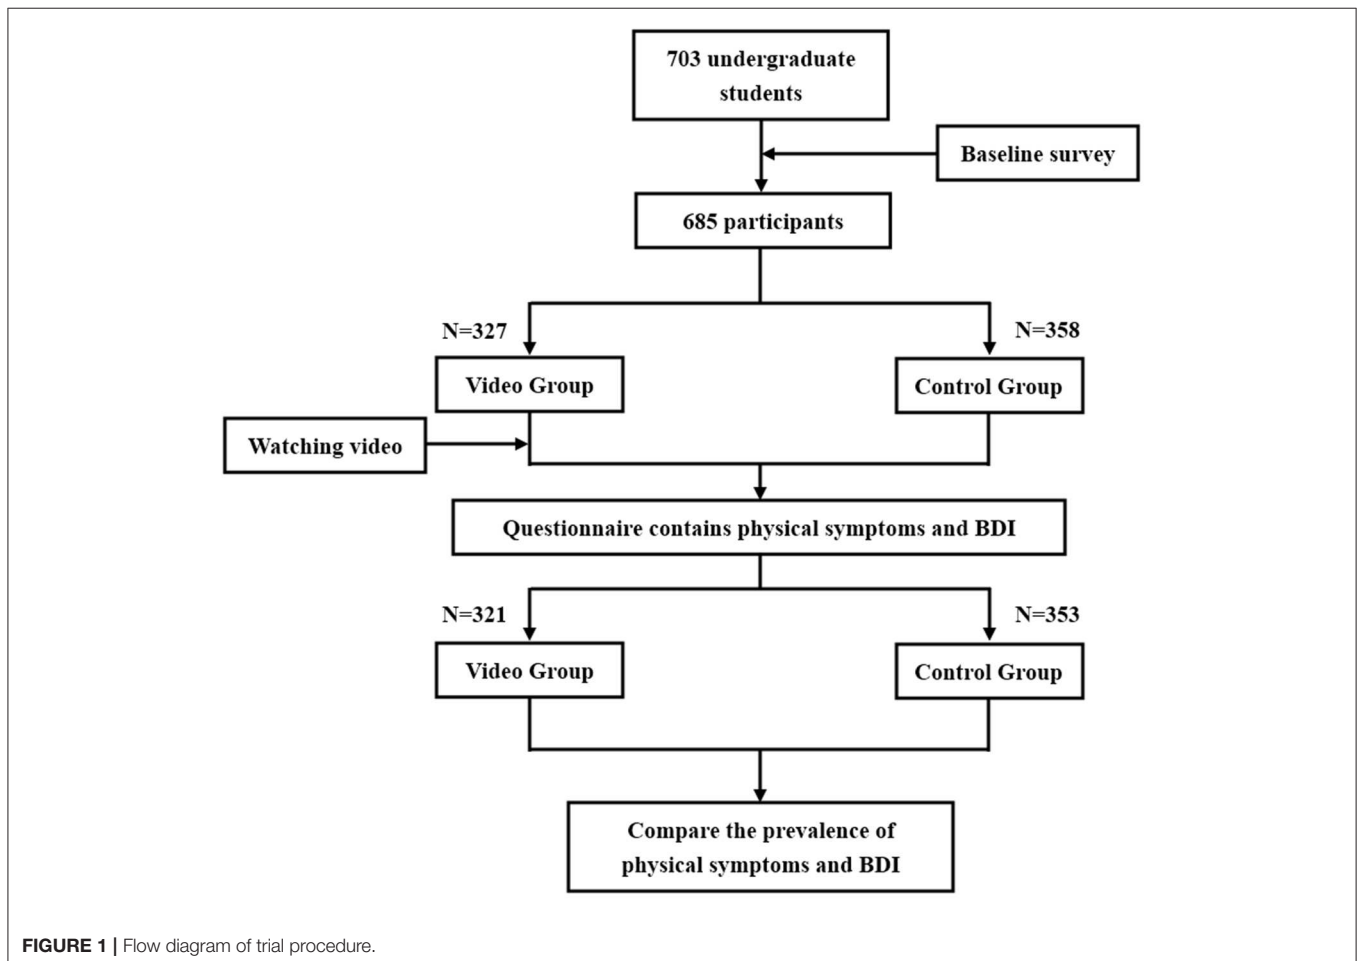 703 undergraduate
students
Baseline survey
685 participants
N=327
N=358
Video Group
Control Group
Watching video
Questionnaire contains physical symptoms and BDI
N=321
N=353
Video Group
Control Group
Compare the prevalence of
physical symptoms and BDI
FIGURE 1 | Flow diagram of trial procedure.